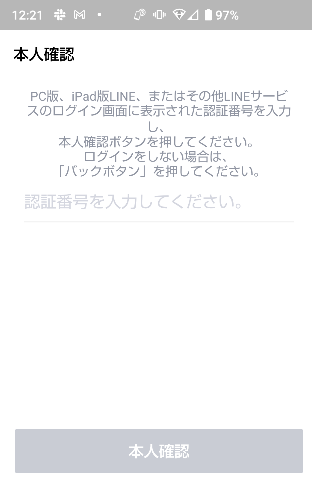 12:21
97%
本人確認
PC版、iPad版LINE、またはその他LINEサービ
スのログイン画面に表示された認証番号を入力
し、
本人確認ボタンを押してください。
ログインをしない場合は、
「バックボタン」を押してください。
認証番号を入力してください。
本人確認